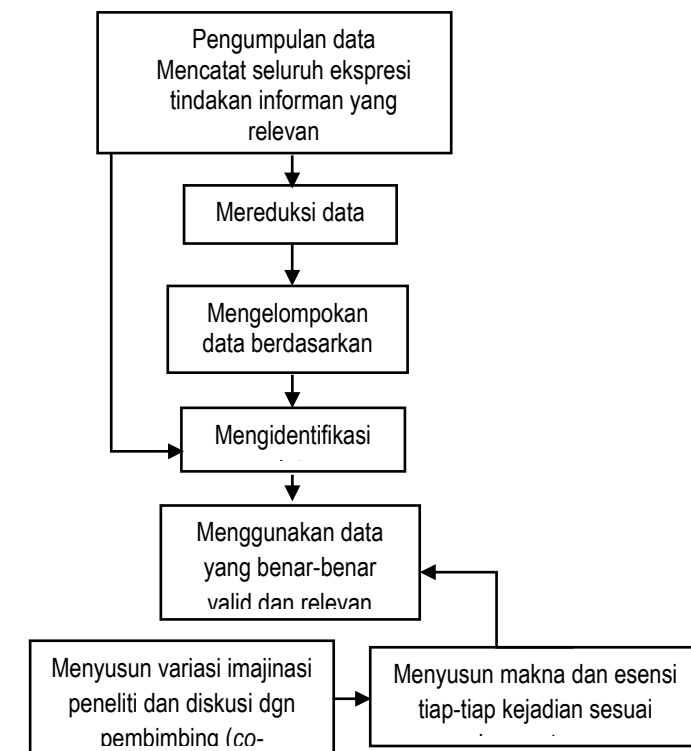 Pengumpulan data
Mencatat seluruh ekspresi
tindakan informan yang
relevan
Mereduksi data
Mengelompokan
data berdasarkan
Mengidentifikasi
Menggunakan data
yang benar-benar
valid dan relevan
Menyusun variasi imajinasi
peneliti dan diskusi dgn
pembimbing (co-
Menyusun makna dan esensi
tiap-tiap kejadian sesuai